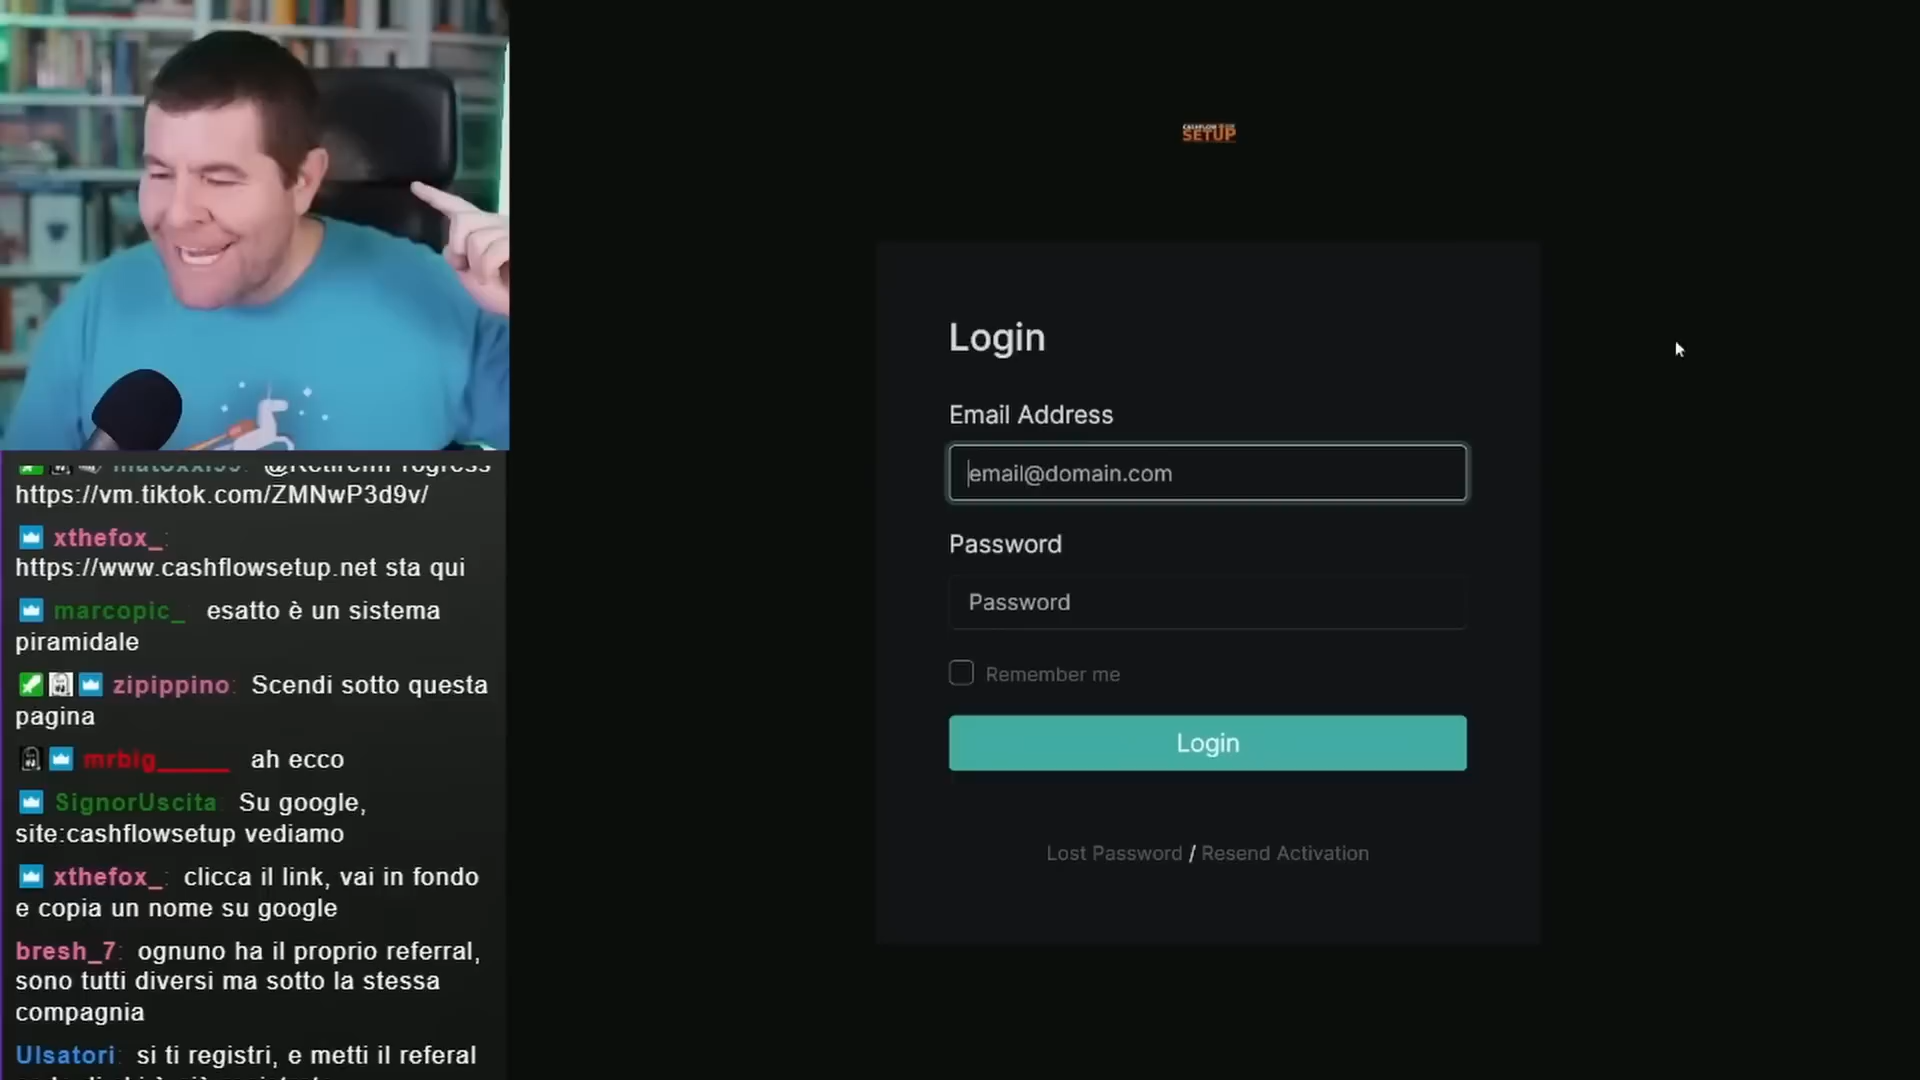 https://vm.tiktok.com/ZMNwP3d9v/
xthefox_:
https://www.cashflowsetup.net sta qui
marcopic_ esatto è un sistema
piramidale
zipippino: Scendi sotto questa
pagina
mrbig_____ ah ecco
SignorUscita: Su google,
site:cashflowsetup vediamo
xthefox_: clicca il link, vai in fondo
e copia un nome su google
bresh_7: ognuno ha il proprio referral,
sono tutti diversi ma sotto la stessa
compagnia
Ulsatori: si ti registri, e metti il referal
SETUP
Login
Email Address
email@domain.com
Password
Password
Remember me
Login
Lost Password / Resend Activation